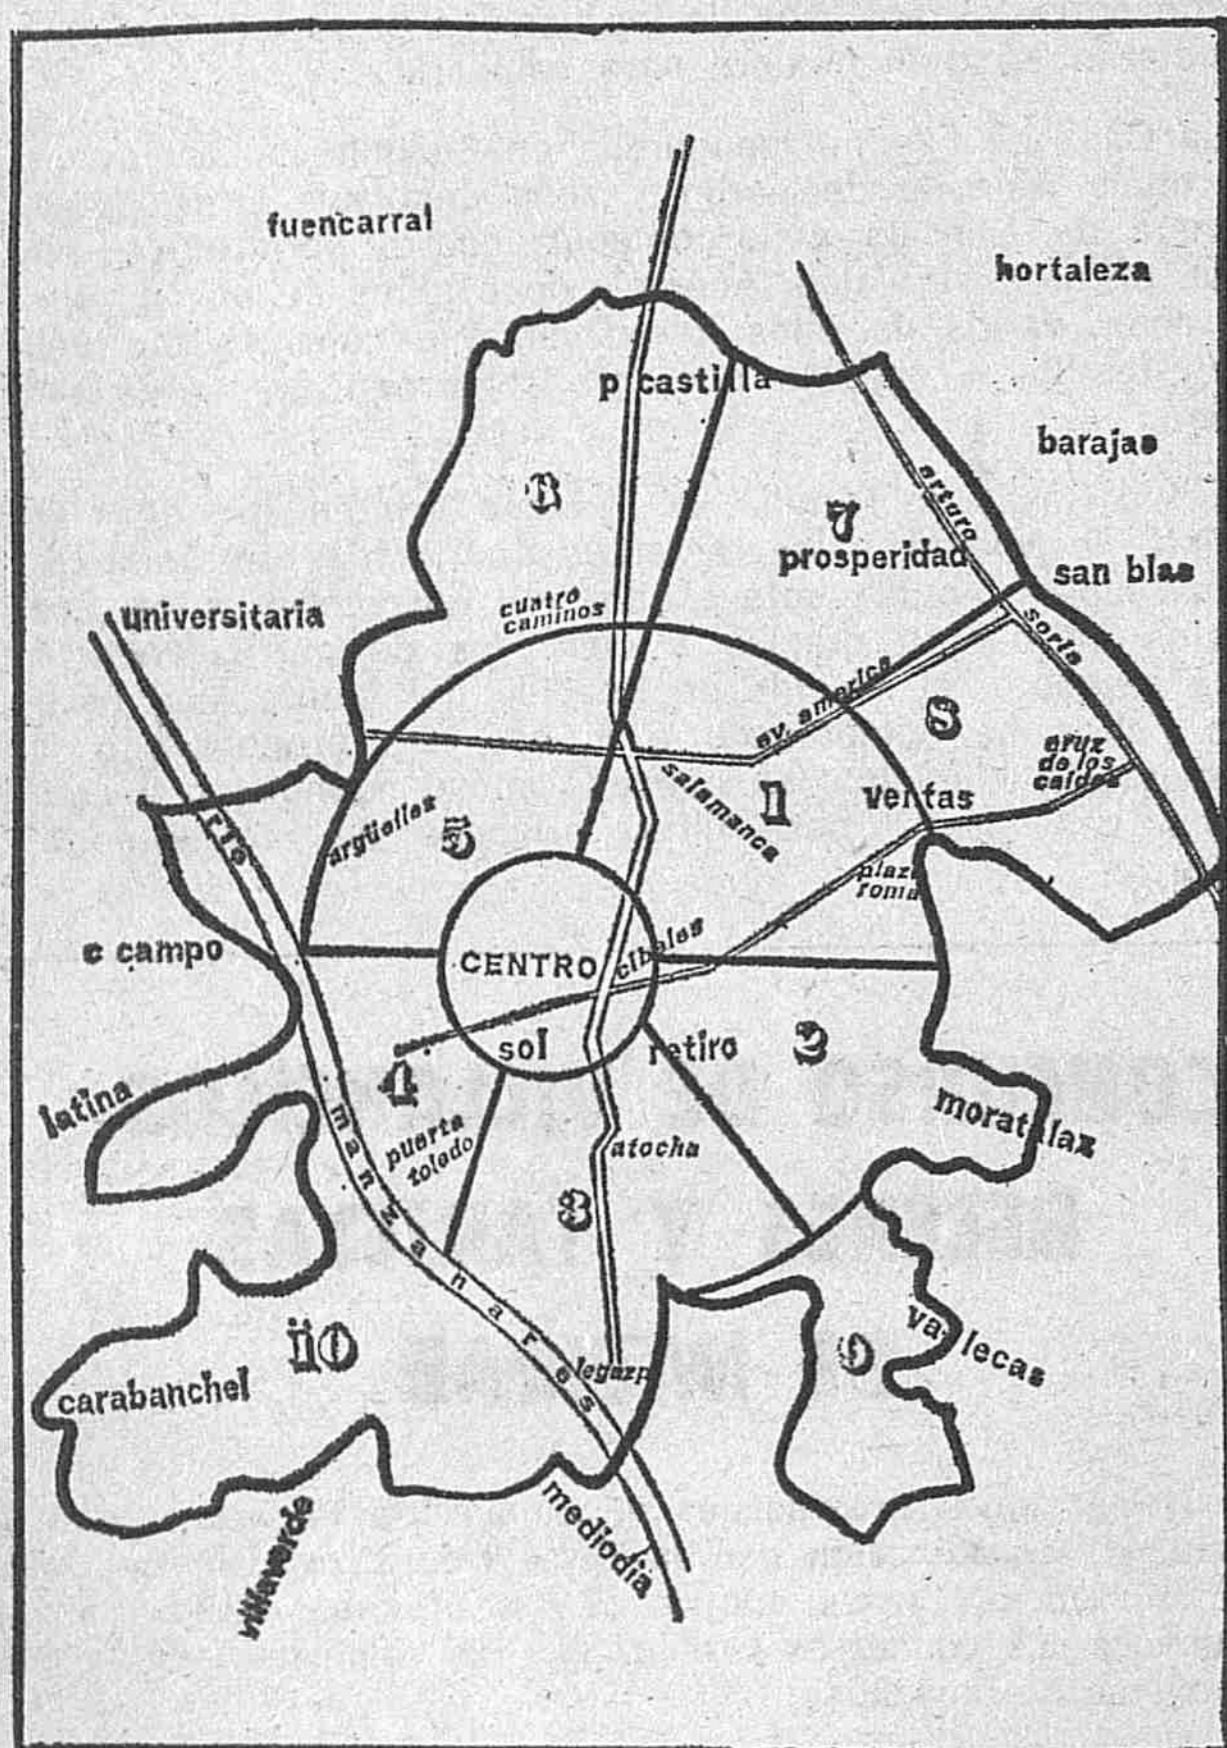 fuencarral
hortaleza
p castilla
barajas
6
arturo
7
prosperidad
san blas
cuatro
caminos
universitaria
soria
av. america
8
salamanca
cruz
de los
caidos
1
ventas
argüelles
5
rio
plaza
roma
c campo
CENTRO
cibeles
sol
retiro
2
latina
4
moratalaz
puerta
toledo
manzanares
atocha
3
10
9
vallecas
carabanchel
legazpi
mediodia
villaverde